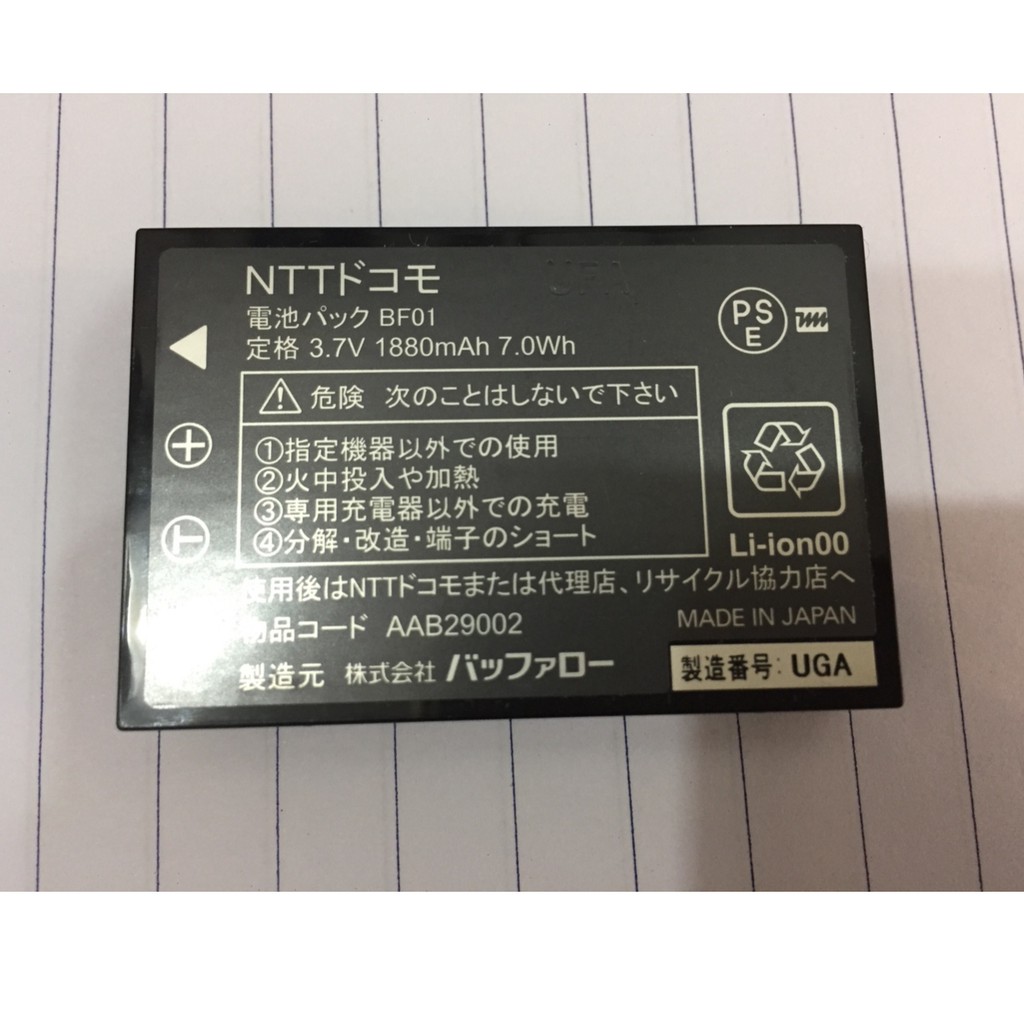 NTTドコモ
電池パック BF01
定格 3.7V 1880mAh 7.0Wh
PSE
危険 次のことはしないで下さい
①指定機器以外での使用
②火中投入や加熱
③専用充電器以外での充電
④分解・改造・端子のショート
Li-ion00
使用後はNTTドコモまたは代理店、リサイクル協力店へ
物品コード AAB29002
MADE IN JAPAN
製造元 株式会社 バッファロー
製造番号: UGA